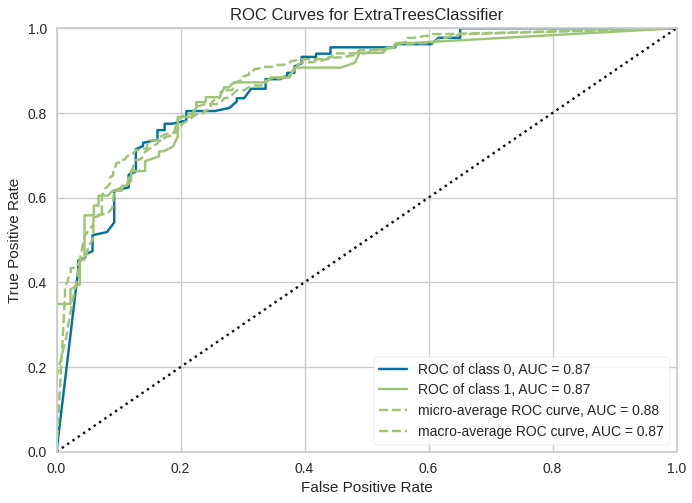 ROC Curves for ExtraTreesClassifier
1.0
0.8
0.6
0.4
0.2
0.0
True Positive Rate
ROC of class 0, AUC = 0.87
ROC of class 1, AUC = 0.87
micro-average ROC curve, AUC = 0.88
macro-average ROC curve, AUC = 0.87
0.0 0.2 0.4 0.6 0.8 1.0
False Positive Rate